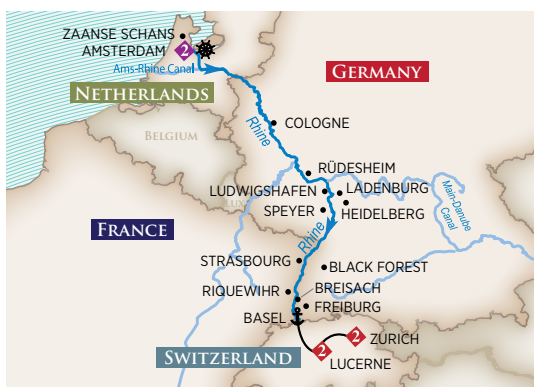 ZAANSE SCHANS
AMSTERDAM
2
Ams-Rhine Canal
GERMANY
NETHERLANDS
Rhine
COLOGNE
BELGIUM
RÜDESHEIM
LUDWIGSHAFEN
LADENBURG
LUX
SPEYER
HEIDELBERG
Main-Danube
Canal
FRANCE
Rhine
STRASBOURG
BLACK FOREST
RIQUEWIHR
BREISACH
FREIBURG
BASEL
2
ZURICH
SWITZERLAND
2
LUCERNE